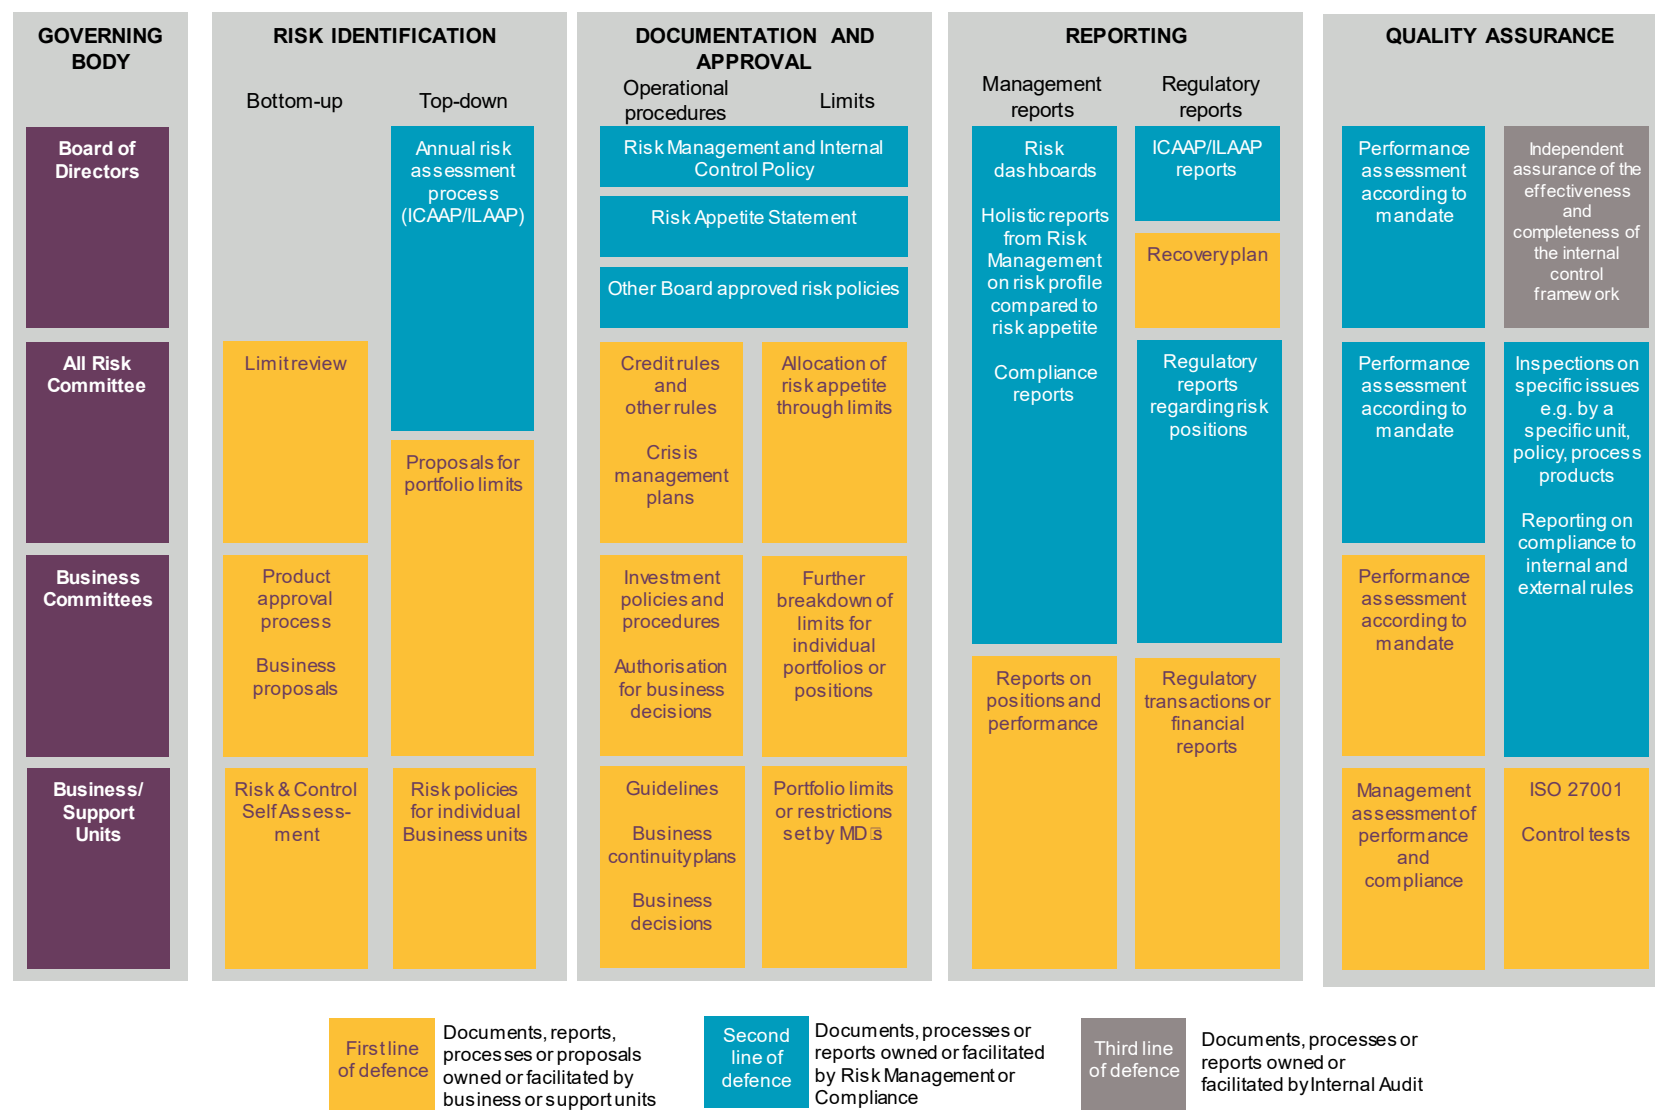 GOVERNING
BODY
Board of
Directors
All Risk
Committee
Business
Committees
Business/
Support
Units
RISK IDENTIFICATION
Bottom-up
Top-down
Annual risk
assessment
process
(ICAAP/ILAAP)
Limit review
Proposals for
portfolio limits
Product
approval
process
Business
proposals
Risk & Control
Self Assess-
ment
Risk policies
for individual
Business units
DOCUMENTATION AND
APPROVAL
Operational
procedures
Limits
Risk Management and Internal
Control Policy
Risk Appetite Statement
Other Board approved risk policies
Credit rules
and
other rules
Crisis
management
plans
Allocation of
risk appetite
through limits
Investment
policies and
procedures
Authorisation
for business
decisions
Further
breakdown of
limits for
individual
portfolios or
positions
Guidelines
Business
continuity plans
Business
decisions
Portfolio limits
or restrictions
set by MD s
REPORTING
Management
reports
Regulatory
reports
Risk
dashboards
Holistic reports
from Risk
Management
on risk profile
compared to
risk appetite
Compliance
reports
ICAAP/ILAAP
reports
Recovery plan
Regulatory
reports
regarding risk
positions
Reports on
positions and
performance
Regulatory
transactions or
financial
reports
QUALITY ASSURANCE
Performance
assessment
according to
mandate
Independent
assurance of the
effectiveness
and
completeness of
the internal
control
framework
Performance
assessment
according to
mandate
Inspections on
specific issues
e.g. by a
specific unit,
policy, process
products
Reporting on
compliance to
internal and
external rules
Performance
assessment
according to
mandate
Management
assessment of
performance
and
compliance
ISO 27001
Control tests
First line
of defence
Documents, reports,
processes or proposals
owned or facilitated by
business or support units
Second
line of
defence
Documents, processes or
reports owned or facilitated
by Risk Management or
Compliance
Third line
of defence
Documents, processes or
reports owned or
facilitated by Internal Audit